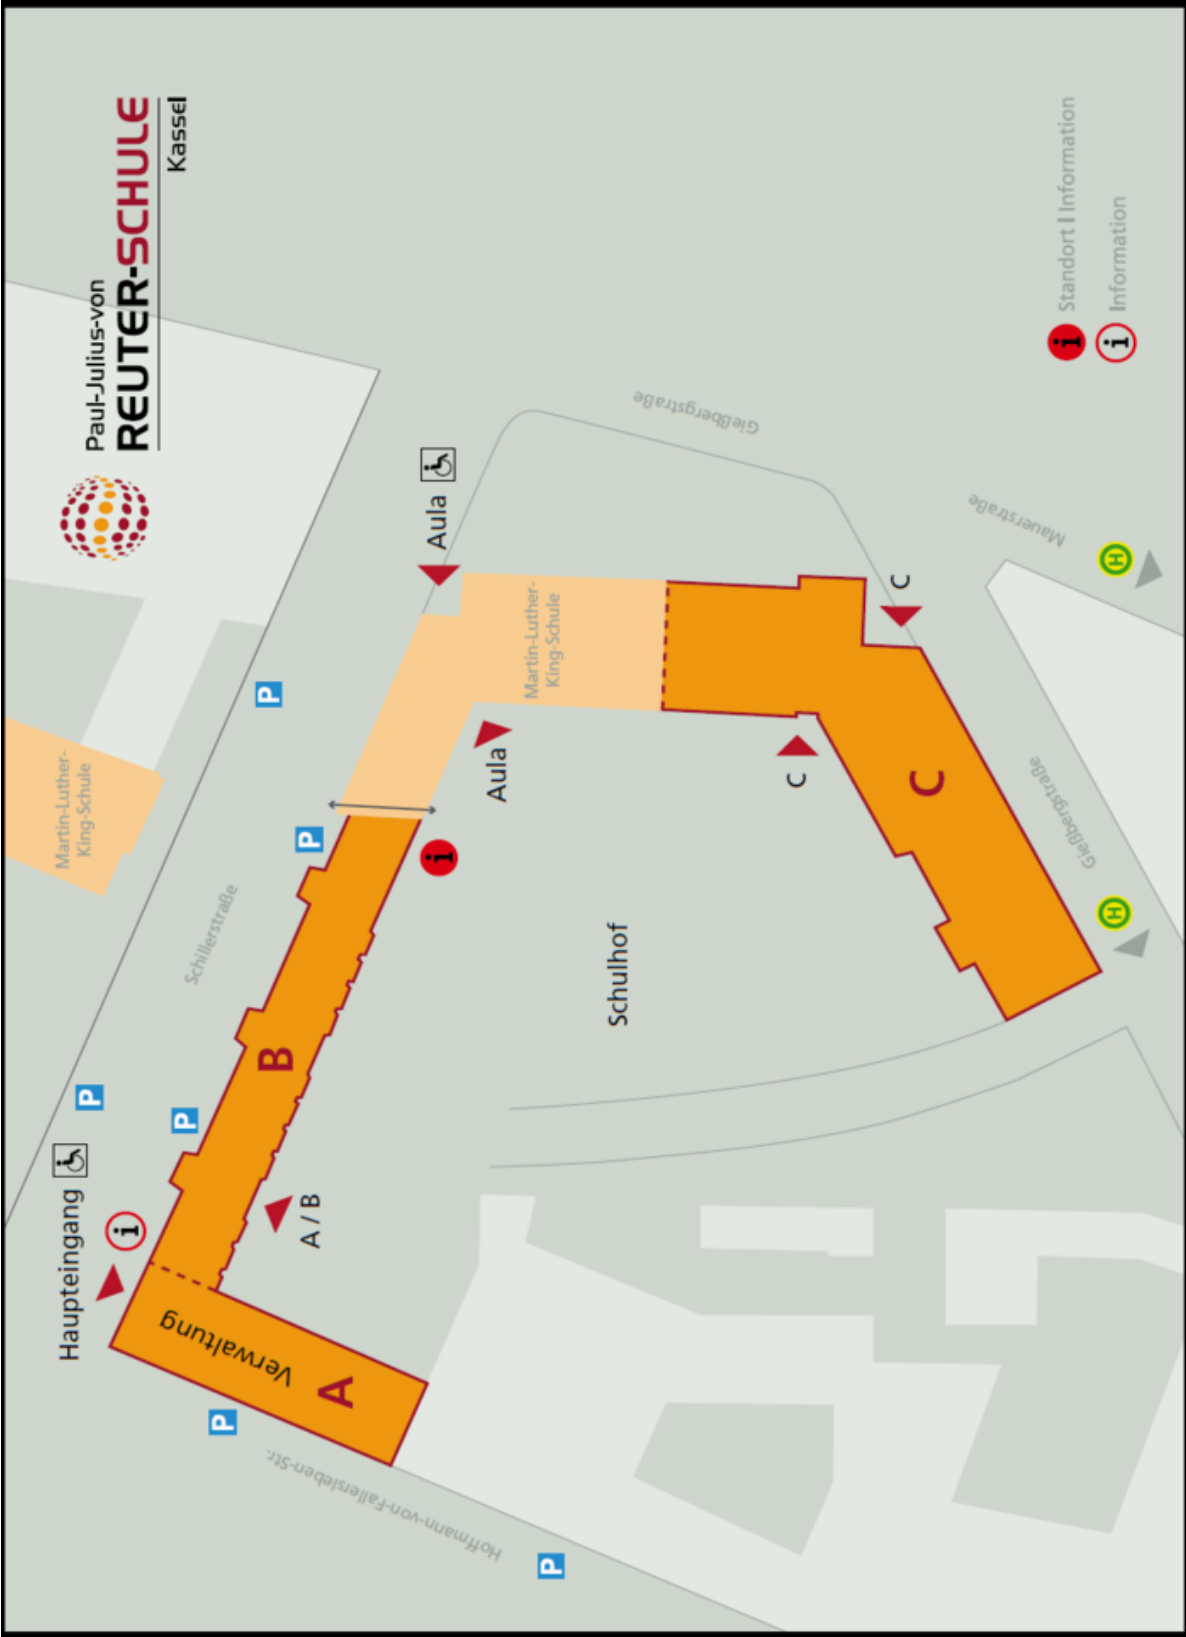 Paul-Julius-von
REUTER-SCHULE
Kassel
Haupteingang
i
P
P
P
P
P
P
Martin-Luther-
King-Schule
Schillerstraße
Aula
Martin-Luther-
King-Schule
Gießbergstraße
B
Verwaltung
A
A / B
i
Aula
Schulhof
Hoffmann-von-Fallersleben-Str.
C
C
C
Gießbergstraße
Mauerstraße
H
H
i Standort I Information
i Information